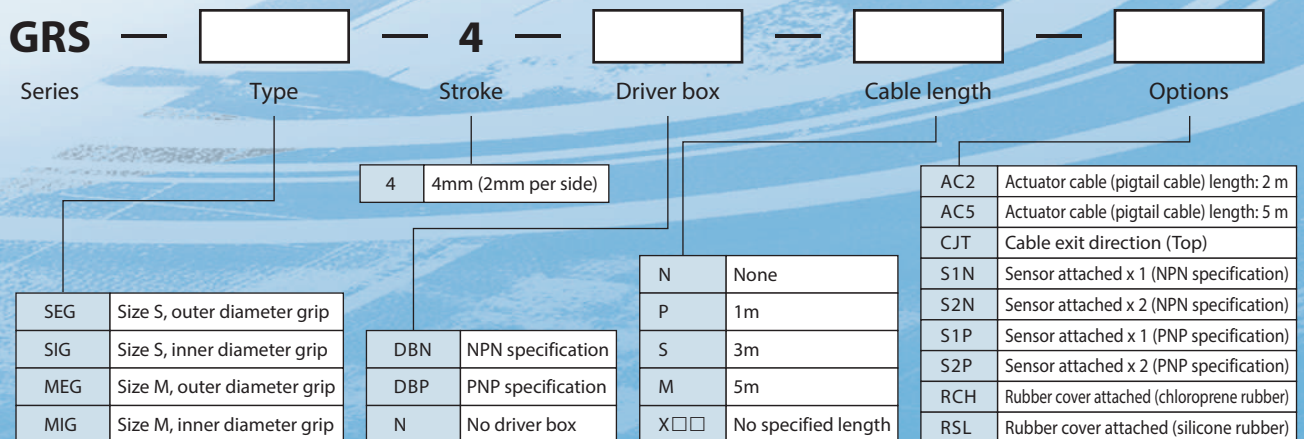 GRS — — 4 — — —
Series Type Stroke Driver box Cable length Options
4 4mm (2mm per side)
SEG Size S, outer diameter grip
SIG Size S, inner diameter grip
MEG Size M, outer diameter grip
MIG Size M, inner diameter grip
DBN NPN specification
DBP PNP specification
N No driver box
N None
P 1m
S 3m
M 5m
X□□ No specified length
AC2 Actuator cable (pigtail cable) length: 2 m
AC5 Actuator cable (pigtail cable) length: 5 m
CJT Cable exit direction (Top)
S1N Sensor attached x 1 (NPN specification)
S2N Sensor attached x 2 (NPN specification)
S1P Sensor attached x 1 (PNP specification)
S2P Sensor attached x 2 (PNP specification)
RCH Rubber cover attached (chloroprene rubber)
RSL Rubber cover attached (silicone rubber)